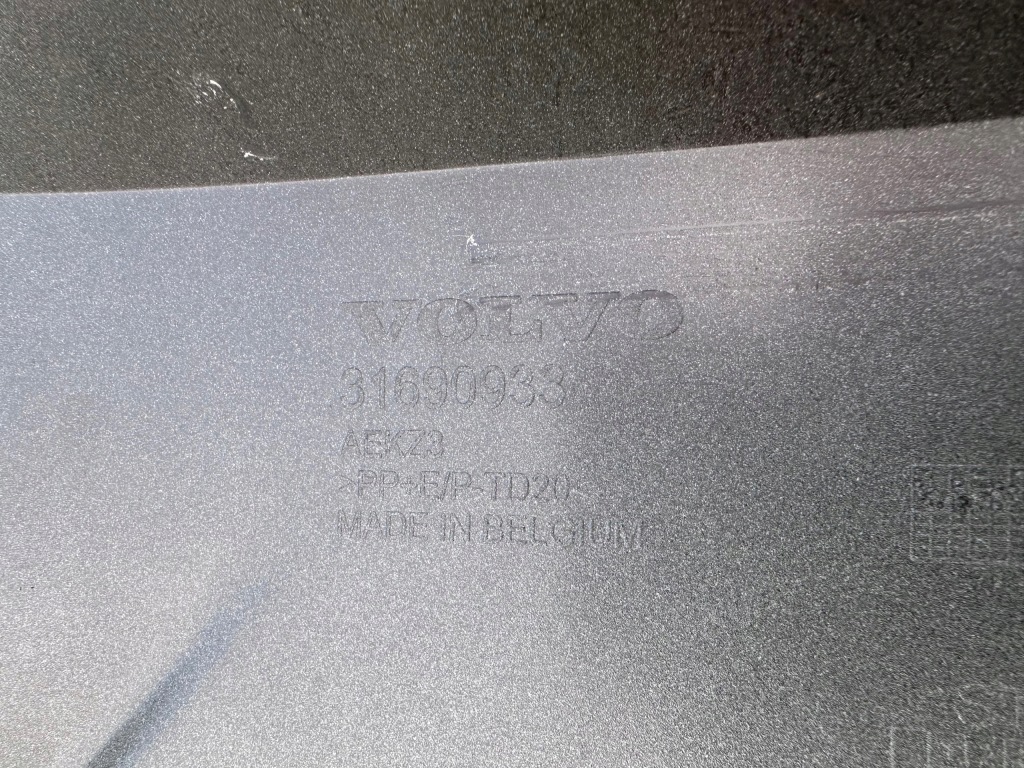 VOLVO
31690933
AEKZ3
>PP+E/P-TD20<
MADE IN BELGIUM